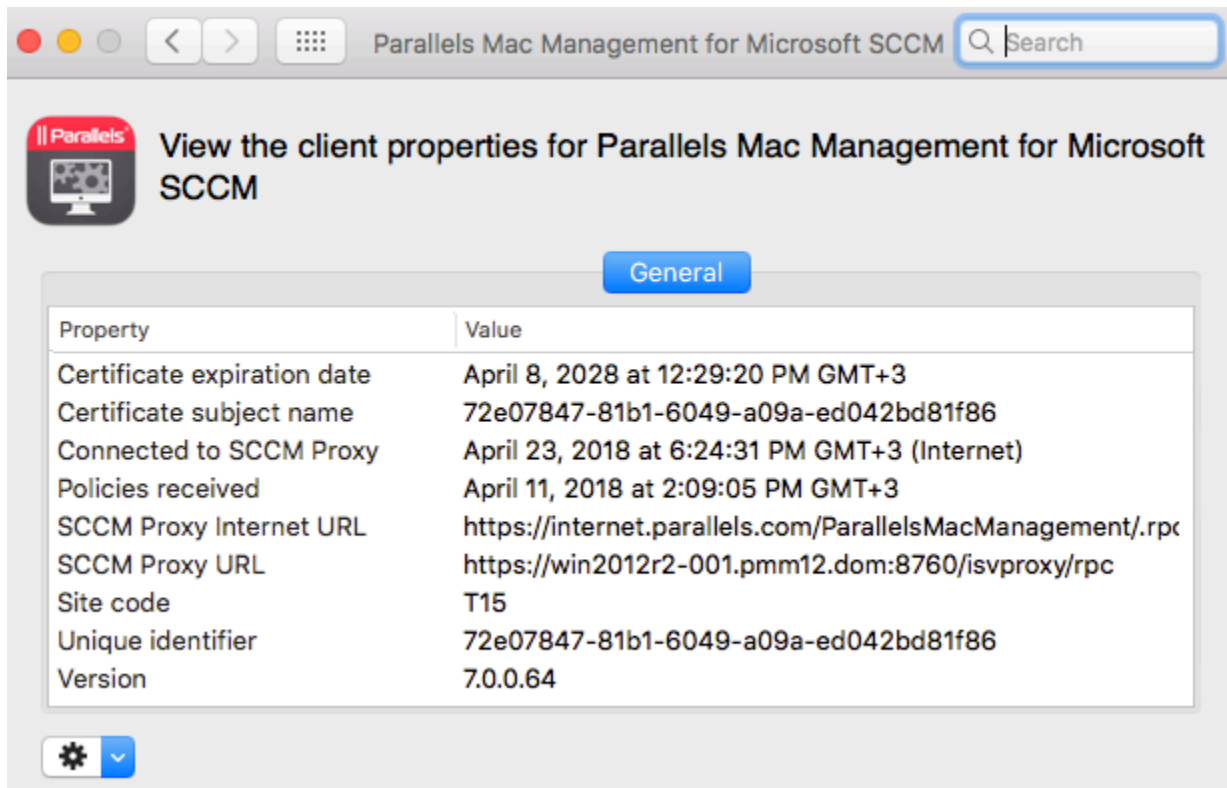 Parallels Mac Management for Microsoft SCCM Search
|| Parallels®
View the client properties for Parallels Mac Management for Microsoft
SCCM
General
Property Value
Certificate expiration date April 8, 2028 at 12:29:20 PM GMT+3
Certificate subject name 72e07847-81b1-6049-a09a-ed042bd81f86
Connected to SCCM Proxy April 23, 2018 at 6:24:31 PM GMT+3 (Internet)
Policies received April 11, 2018 at 2:09:05 PM GMT+3
SCCM Proxy Internet URL https://internet.parallels.com/ParallelsMacManagement/.rpc
SCCM Proxy URL https://win2012r2-001.pmm12.dom:8760/isvproxy/rpc
Site code T15
Unique identifier 72e07847-81b1-6049-a09a-ed042bd81f86
Version 7.0.0.64